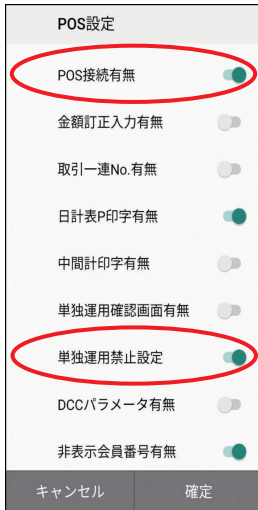 POS設定
POS接続有無
金額訂正入力有無
取引一連No.有無
日計表P印字有無
中間計印字有無
単独運用確認画面有無
単独運用禁止設定
DCCパラメータ有無
非表示会員番号有無
キャンセル 確定